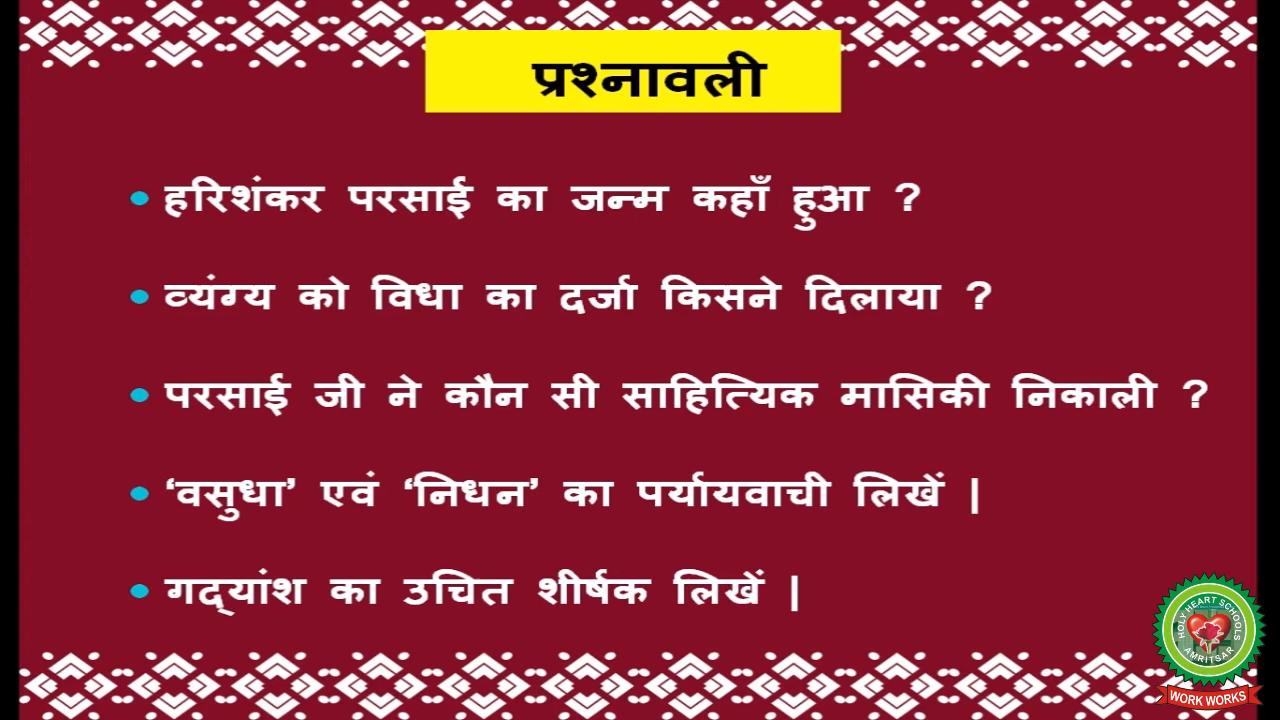 प्रश्नावली
• हरिशंकर परसाई का जन्म कहाँ हुआ ?
• व्यंग्य को विधा का दर्जा किसने दिलाया ?
• परसाई जी ने कौन सी साहित्यिक मासिकी निकाली ?
• ‘वसुधा’ एवं ‘निधन’ का पर्यायवाची लिखें |
• गद्‌यांश का उचित शीर्षक लिखें |
HOLY HEART SCHOOLS
AMRITSAR
WORK WORKS